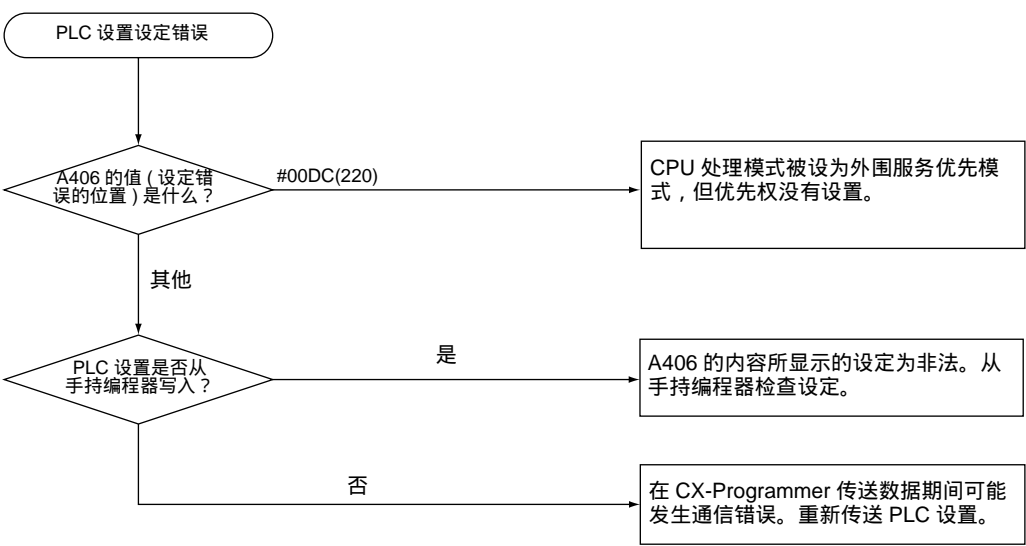 PLC 设置设定错误
A406 的值 ( 设定错
误的位置 ) 是什么？
#00DC(220)
CPU 处理模式被设为外围服务优先模
式，但优先权没有设置。
其他
PLC 设置是否从
手持编程器写入？
是
A406 的内容所显示的设定为非法。从
手持编程器检查设定。
否
在 CX-Programmer 传送数据期间可能
发生通信错误。重新传送 PLC 设置。